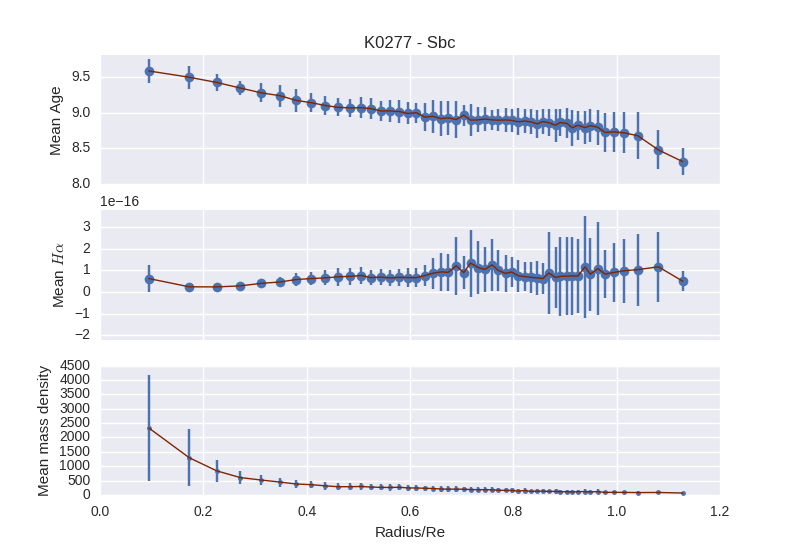 K0277 - Sbc
Mean Age
9.5
9.0
8.5
8.0
1e−16
Mean Hα
3
2
1
0
−1
−2
Mean mass density
4500
4000
3500
3000
2500
2000
1500
1000
500
0
0.0 0.2 0.4 0.6 0.8 1.0 1.2
Radius/Re